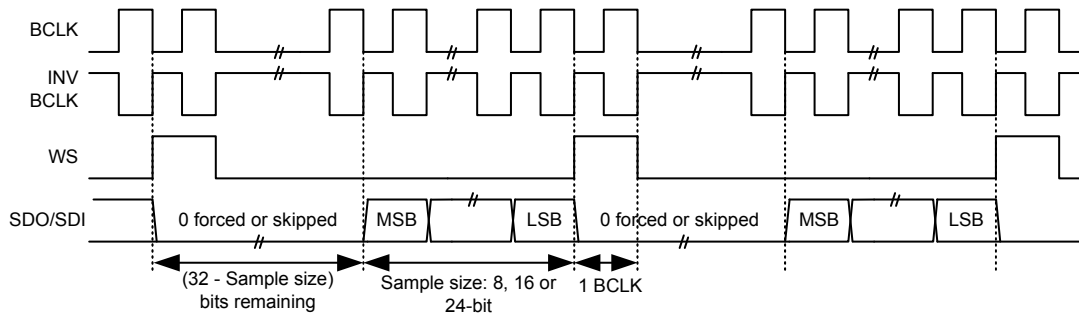 BCLK
INV
BCLK
WS
SDO/SDI
0 forced or skipped
MSB
LSB
0 forced or skipped
MSB
LSB
(32 - Sample size)
bits remaining
Sample size: 8, 16 or
24-bit
1 BCLK